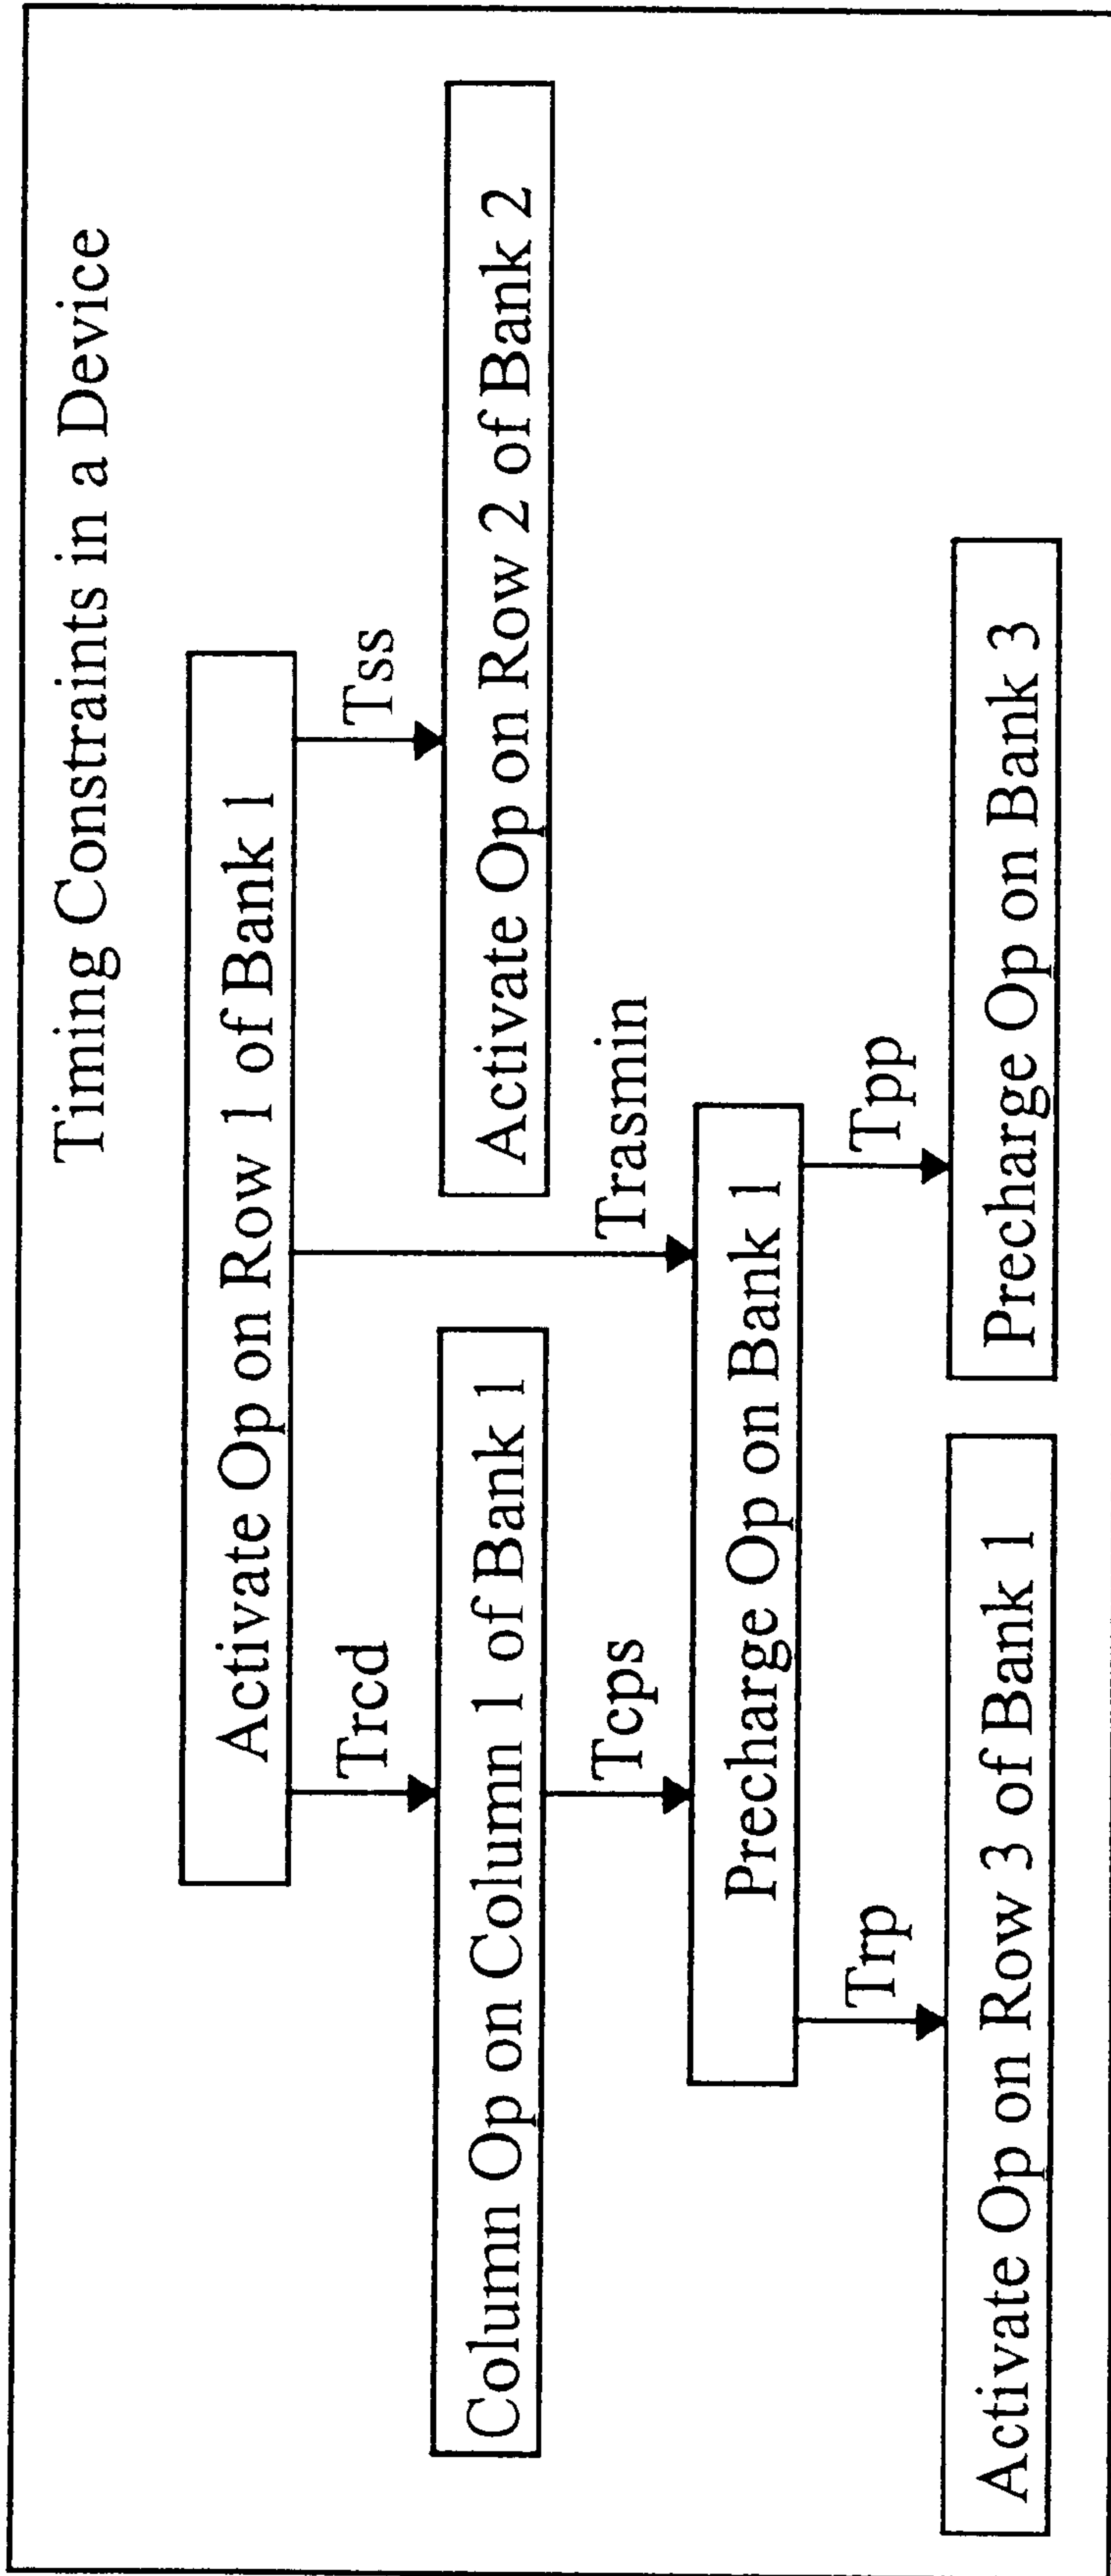 Timing Constraints in a Device
Activate Op on Row 1 of Bank 1
Trcd
Tss
Column Op on Column 1 of Bank 1
Activate Op on Row 2 of Bank 2
Tcps
Trasmin
Precharge Op on Bank 1
Trp
Tpp
Activate Op on Row 3 of Bank 1
Precharge Op on Bank 3